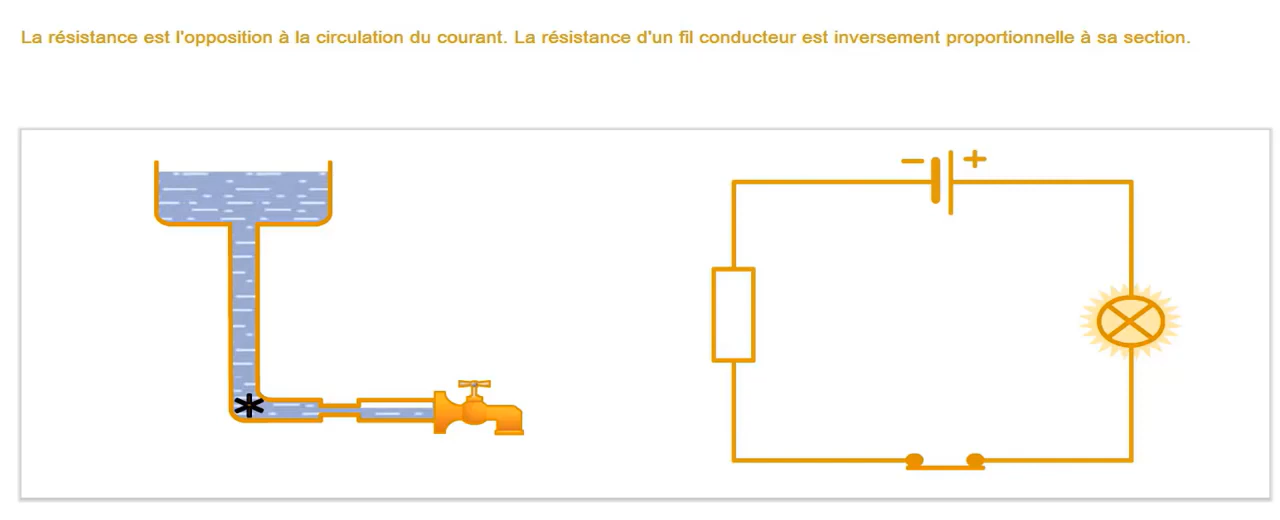 La résistance est l'opposition à la circulation du courant. La résistance d'un fil conducteur est inversement proportionnelle à sa section.
− +